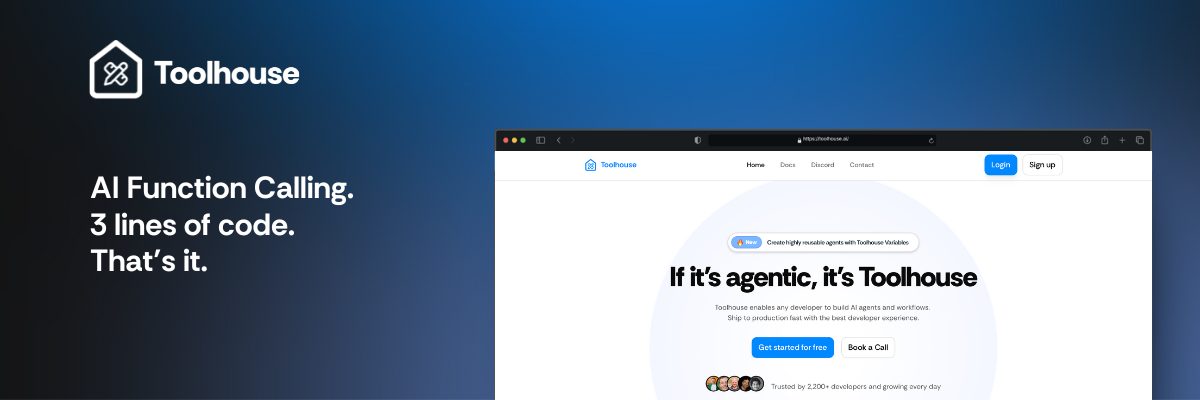 Toolhouse
AI Function Calling.
3 lines of code.
That's it.
https://toolhouse.ai/
Toolhouse
Home Docs Discord Contact
Login Sign up
🔥 New Create highly reusable agents with Toolhouse Variables
If it's agentic, it's Toolhouse
Toolhouse enables any developer to build AI agents and workflows.
Ship to production fast with the best developer experience.
Get started for free Book a Call
Trusted by 2,200+ developers and growing every day